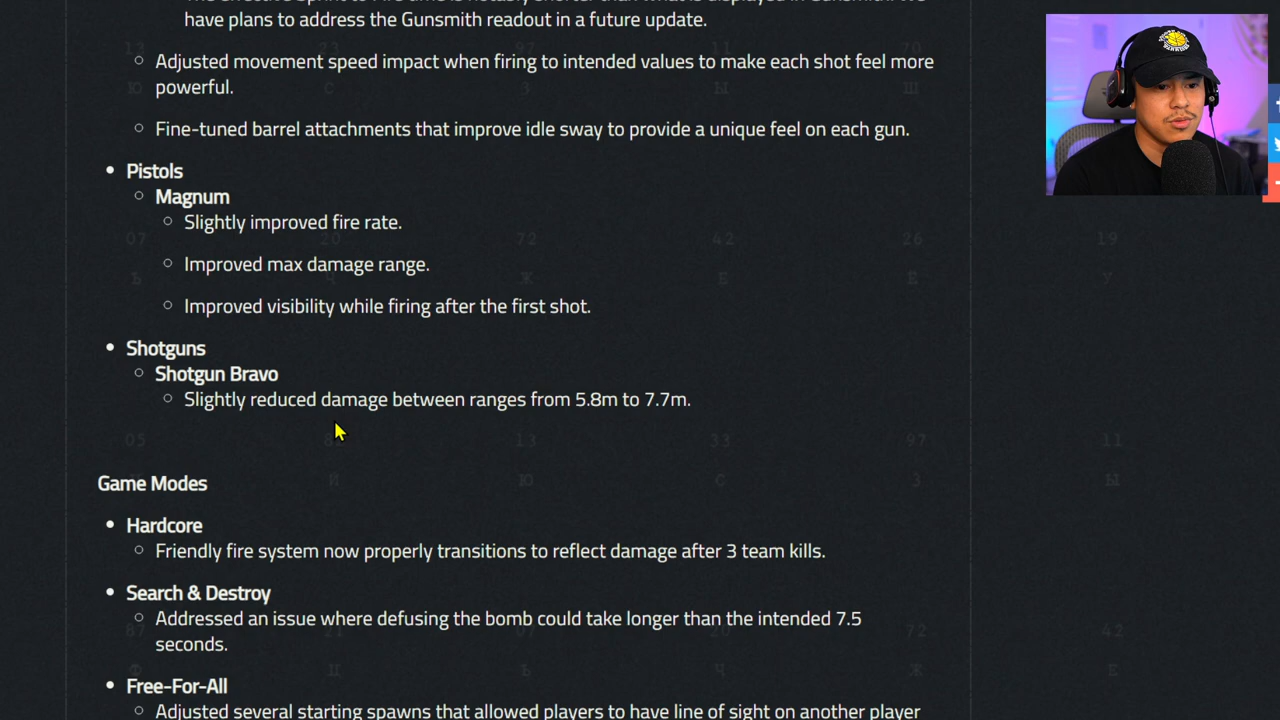 have plans to address the Gunsmith readout in a future update.
Adjusted movement speed impact when firing to intended values to make each shot feel more
powerful.
Fine-tuned barrel attachments that improve idle sway to provide a unique feel on each gun.
Pistols
Magnum
Slightly improved fire rate.
Improved max damage range.
Improved visibility while firing after the first shot.
Shotguns
Shotgun Bravo
Slightly reduced damage between ranges from 5.8m to 7.7m.
Game Modes
Hardcore
Friendly fire system now properly transitions to reflect damage after 3 team kills.
Search & Destroy
Addressed an issue where defusing the bomb could take longer than the intended 7.5
seconds.
Free-For-All
Adjusted several starting spawns that allowed players to have line of sight on another player